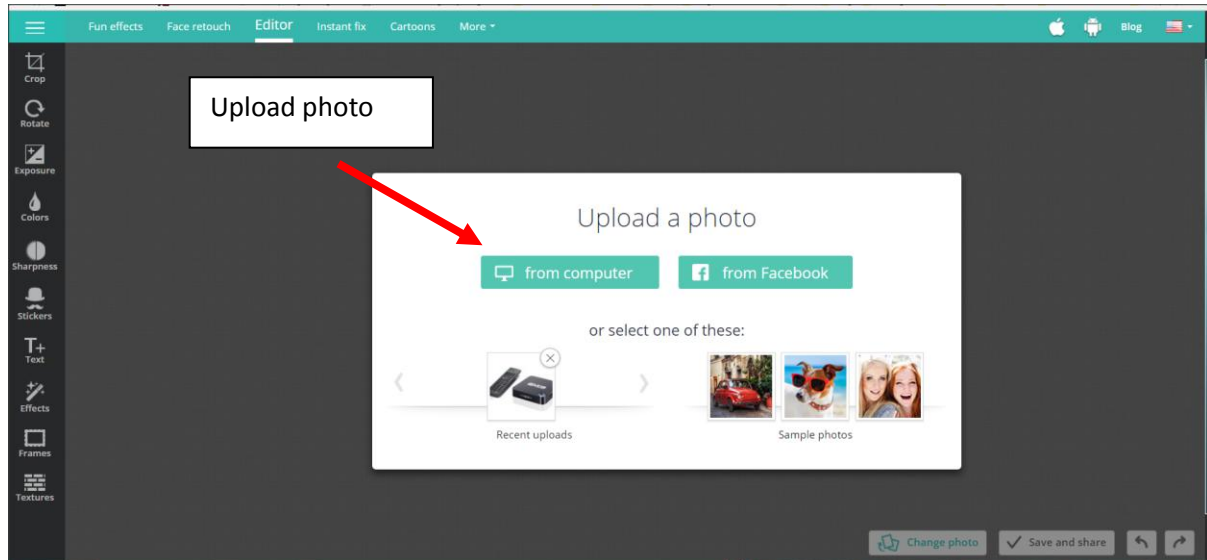 Fun effects Face retouch Editor Instant fix Cartoons More Blog
Crop
Rotate
Exposure
Colors
Sharpness
Stickers
T+
Text
Effects
Frames
Textures
Upload photo
Upload a photo
from computer from Facebook
or select one of these:
Recent uploads Sample photos
Change photo Save and share